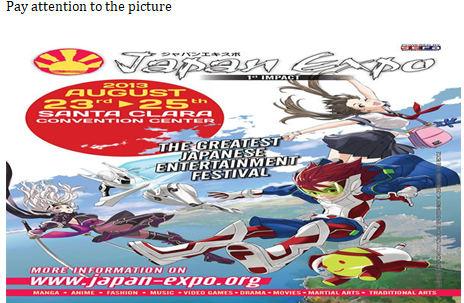 Pay attention to the picture
ジャパンエキスポ
Japan Expo
1st IMPACT
2013
AUGUST
23rd ▶ 25th
SANTA CLARA
CONVENTION CENTER
THE GREATEST
JAPANESE
ENTERTAINMENT
FESTIVAL
MORE INFORMATION ON
www.japan-expo.org
MANGA • ANIME • FASHION • MUSIC • VIDEO GAMES • DRAMA • MOVIES • MARTIAL ARTS • TRADITIONAL ARTS